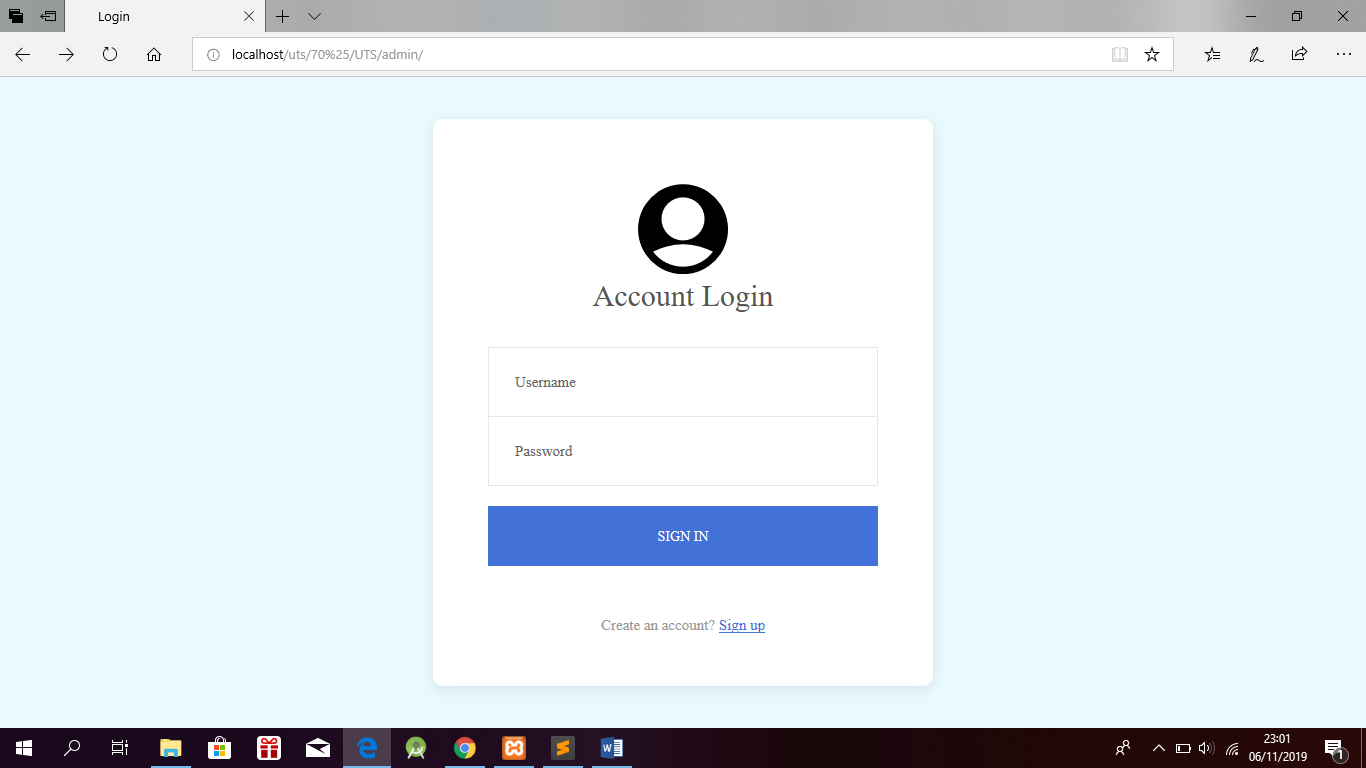 Login
localhost/uts/70%25/UTS/admin/
Account Login
Username
Password
SIGN IN
Create an account? Sign up
23:01
06/11/2019
1